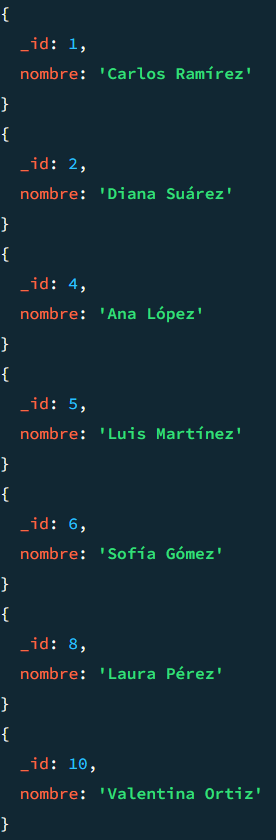 {
  _id: 1,
  nombre: 'Carlos Ramírez'
}
{
  _id: 2,
  nombre: 'Diana Suárez'
}
{
  _id: 4,
  nombre: 'Ana López'
}
{
  _id: 5,
  nombre: 'Luis Martínez'
}
{
  _id: 6,
  nombre: 'Sofía Gómez'
}
{
  _id: 8,
  nombre: 'Laura Pérez'
}
{
  _id: 10,
  nombre: 'Valentina Ortiz'
}